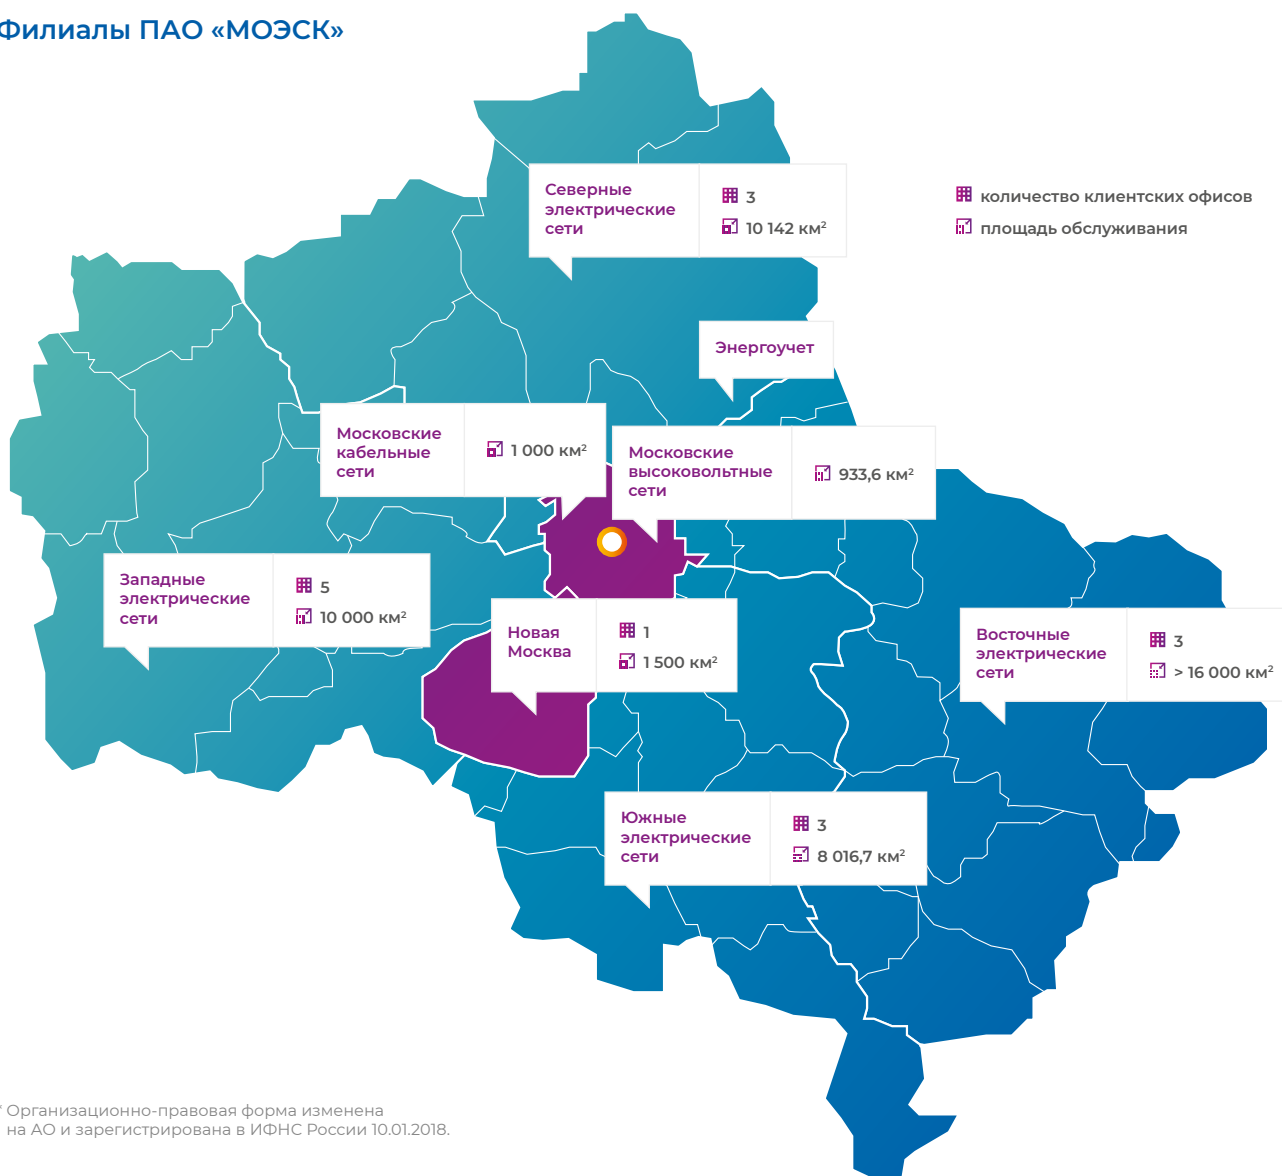 Филиалы ПАО «МОЭСК»
Северные
электрические
сети
3
10 142 км²
количество клиентских офисов
площадь обслуживания
Энергоучет
Московские
кабельные
сети
1 000 км²
Московские
высоковольтные
сети
933,6 км²
Западные
электрические
сети
5
10 000 км²
Новая
Москва
1
1 500 км²
Восточные
электрические
сети
3
> 16 000 км²
Южные
электрические
сети
3
8 016,7 км²
* Организационно-правовая форма изменена
на АО и зарегистрирована в ИФНС России 10.01.2018.